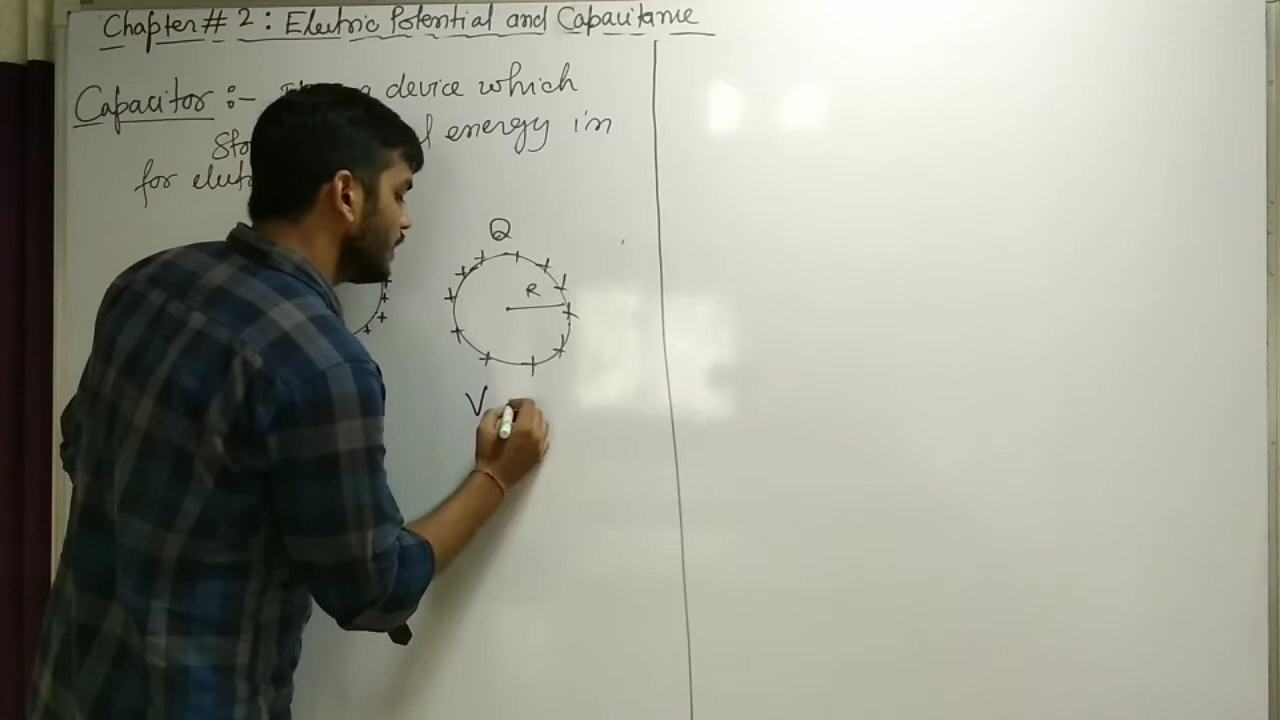 Chapter # 2 : Electric Potential and Capacitance
Capacitor :- device which
energy in
for
Q
R
V